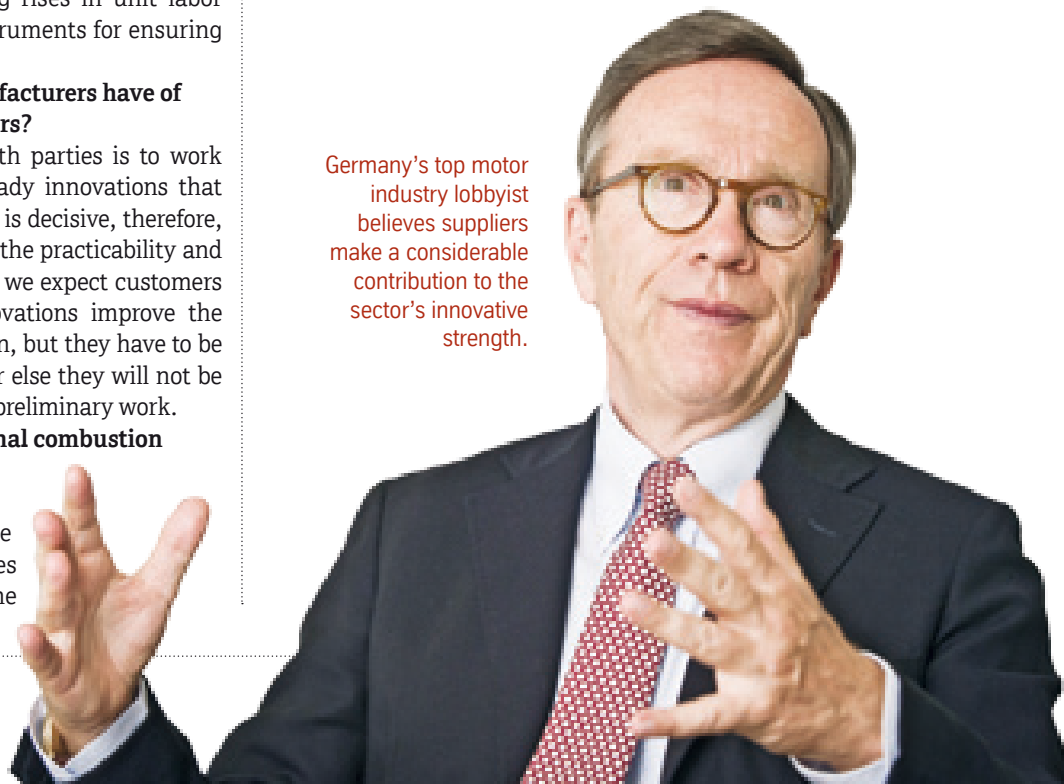 rises in unit labor
ruments for ensuring
facturers have of
rs?
th parties is to work
ady innovations that
is decisive, therefore,
the practicability and
we expect customers
ovations improve the
n, but they have to be
r else they will not be
preliminary work.
nal combustion
e
es
ne
Germany's top motor
industry lobbyist
believes suppliers
make a considerable
contribution to the
sector's innovative
strength.